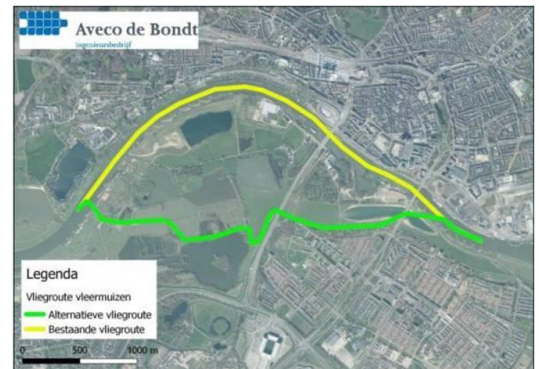 Aveco de Bondt
ingenieursbedrijf
Legenda
Vliegroute vleermuizen
Alternatieve vliegroute
Bestaande vliegroute
0 500 1000 m